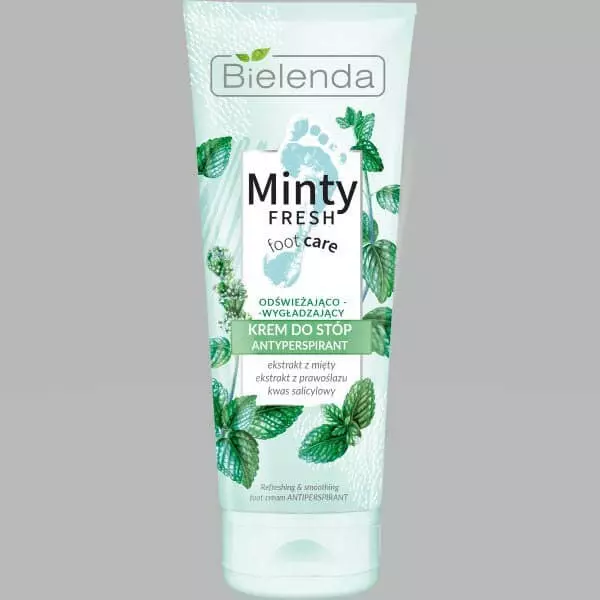 Bielenda
Minty
FRESH
foot care
ODŚWIEŻAJĄCO -
-WYGŁADZAJĄCY
KREM DO STÓP
ANTYPERSPIRANT
ekstrakt z mięty
ekstrakt z prawoślazu
kwas salicylowy
Refreshing & smoothing
foot cream ANTIPERSPIRANT